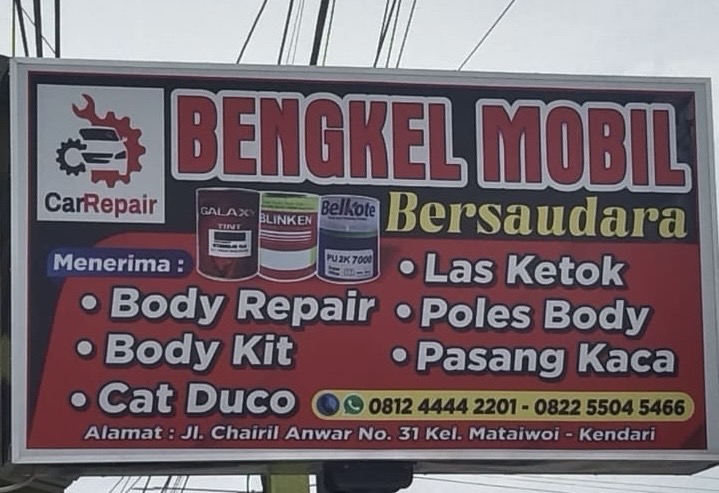 BENGKEL MOBIL
Bersaudara
CarRepair
GALAXY
TINT
BLINKEN
Belkote
PU 2K 7000
Menerima :
• Body Repair
• Body Kit
• Cat Duco
• Las Ketok
• Poles Body
• Pasang Kaca
0812 4444 2201 - 0822 5504 5466
Alamat : Jl. Chairil Anwar No. 31 Kel. Mataiwoi - Kendari